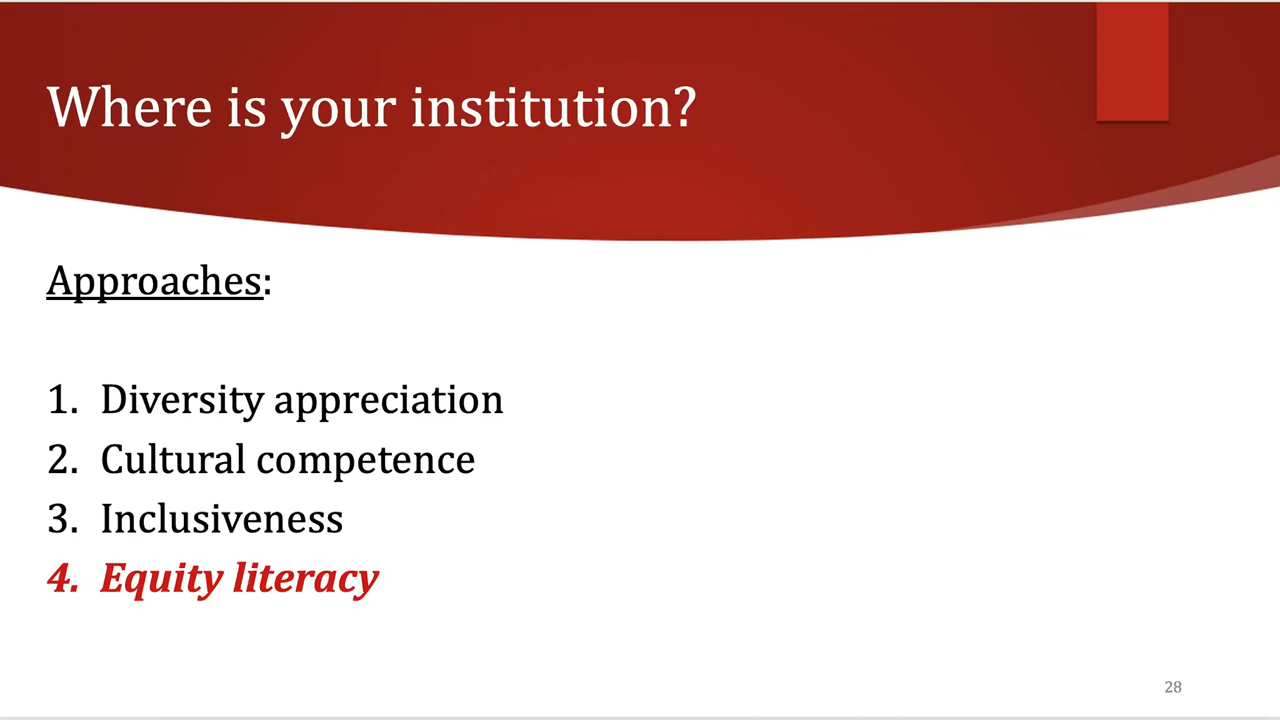 Where is your institution?
Approaches:
1. Diversity appreciation
2. Cultural competence
3. Inclusiveness
4. Equity literacy
28